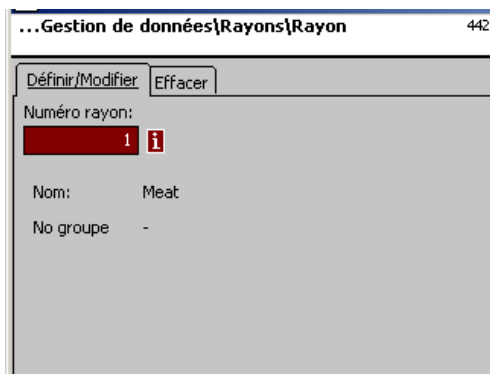 ...Gestion de données\Rayons\Rayon 442
Définir/Modifier Effacer
Numéro rayon:
1 i
Nom: Meat
No groupe -